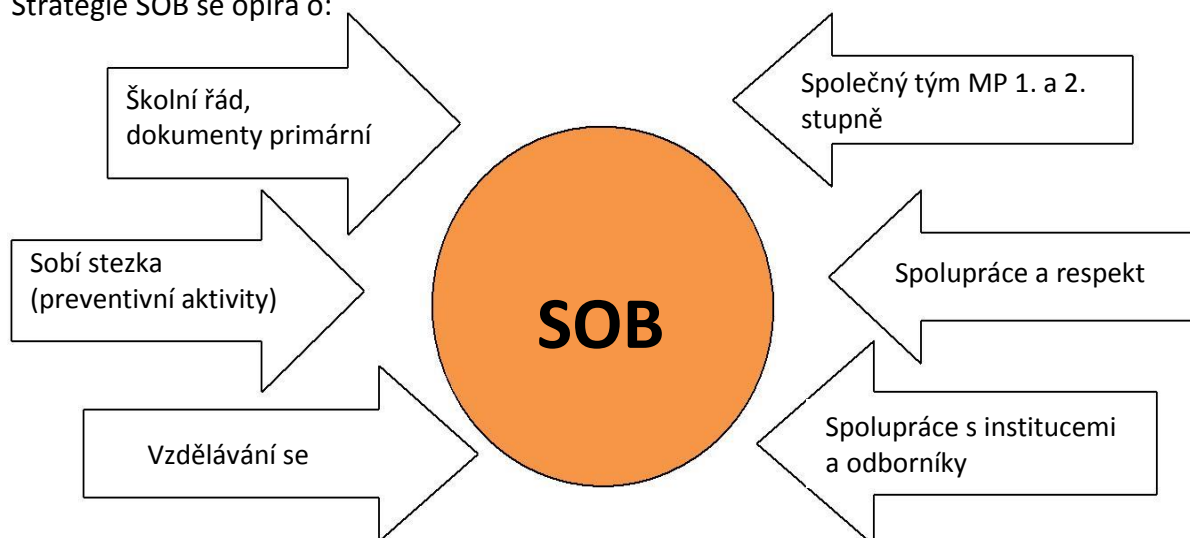 Strategie SOB se opírá o:
Školní řád,
dokumenty primární
Společný tým MP 1. a 2.
stupně
Sobí stezka
(preventivní aktivity)
Spolupráce a respekt
SOB
Vzdělávání se
Spolupráce s institucemi
a odborníky